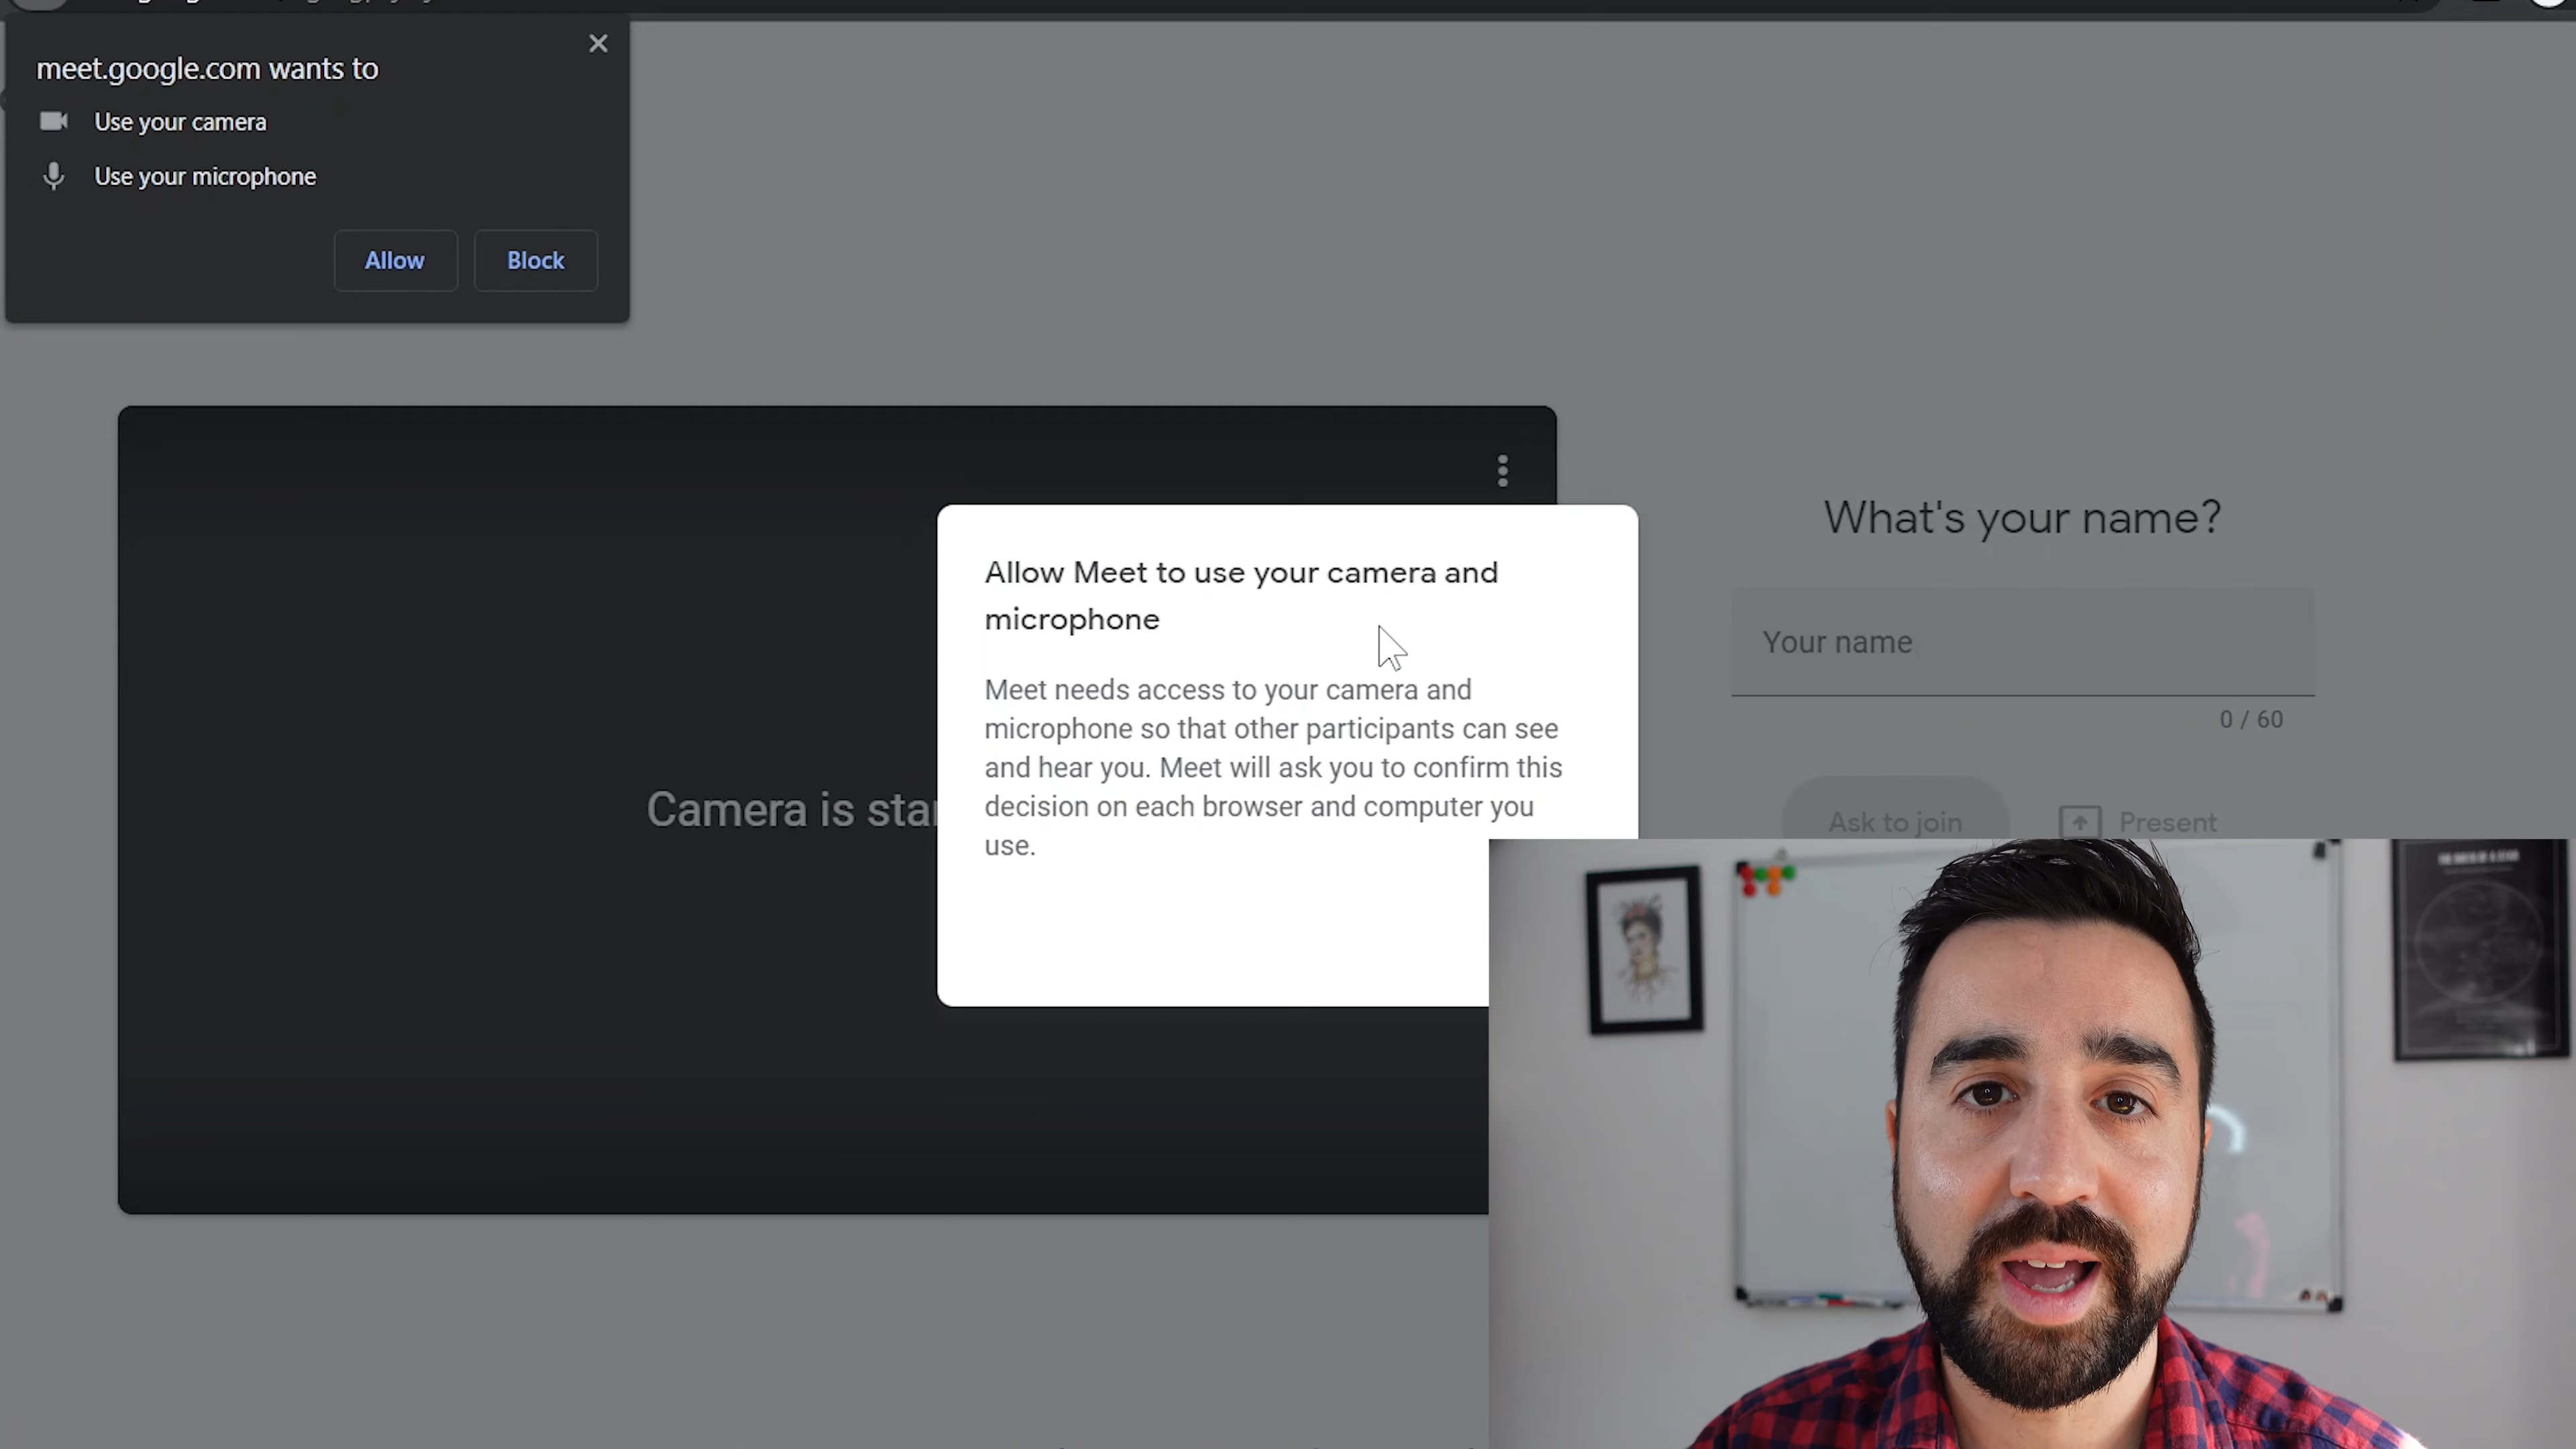 meet.google.com wants to
Use your camera
Use your microphone
Allow
Block
What's your name?
Your name
0 / 60
Ask to join
Present
Allow Meet to use your camera and
microphone
Meet needs access to your camera and
microphone so that other participants can see
and hear you. Meet will ask you to confirm this
decision on each browser and computer you
use.
Camera is star